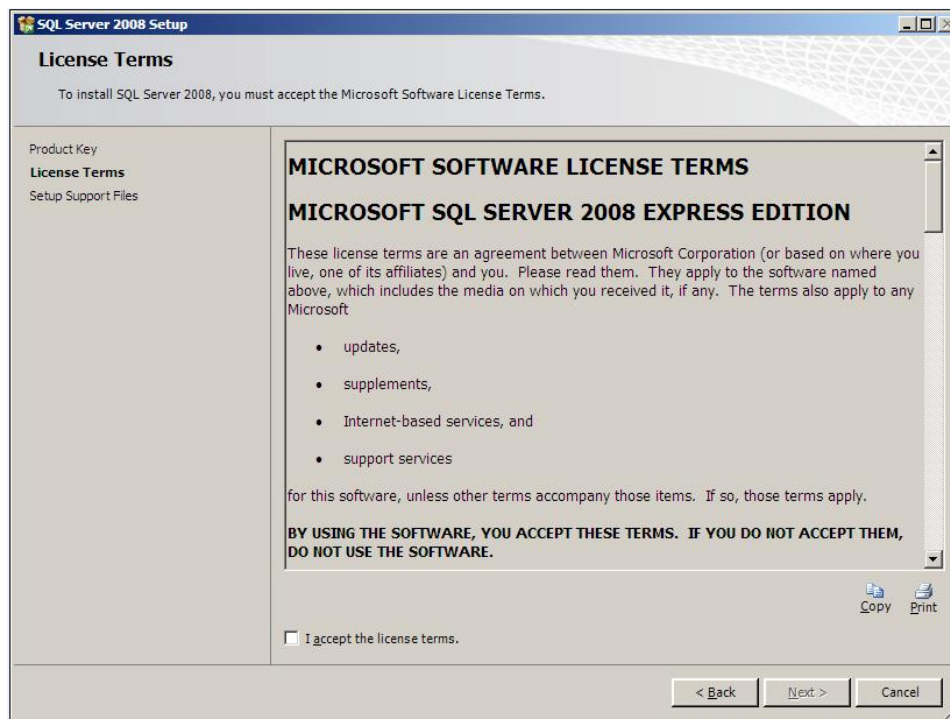 SQL Server 2008 Setup
License Terms
To install SQL Server 2008, you must accept the Microsoft Software License Terms.
Product Key
License Terms
Setup Support Files
MICROSOFT SOFTWARE LICENSE TERMS
MICROSOFT SQL SERVER 2008 EXPRESS EDITION
These license terms are an agreement between Microsoft Corporation (or based on where you
live, one of its affiliates) and you.  Please read them.  They apply to the software named
above, which includes the media on which you received it, if any.  The terms also apply to any
Microsoft
• updates,
• supplements,
• Internet-based services, and
• support services
for this software, unless other terms accompany those items.  If so, those terms apply.
BY USING THE SOFTWARE, YOU ACCEPT THESE TERMS.  IF YOU DO NOT ACCEPT THEM,
DO NOT USE THE SOFTWARE.
Copy Print
I accept the license terms.
< Back Next > Cancel